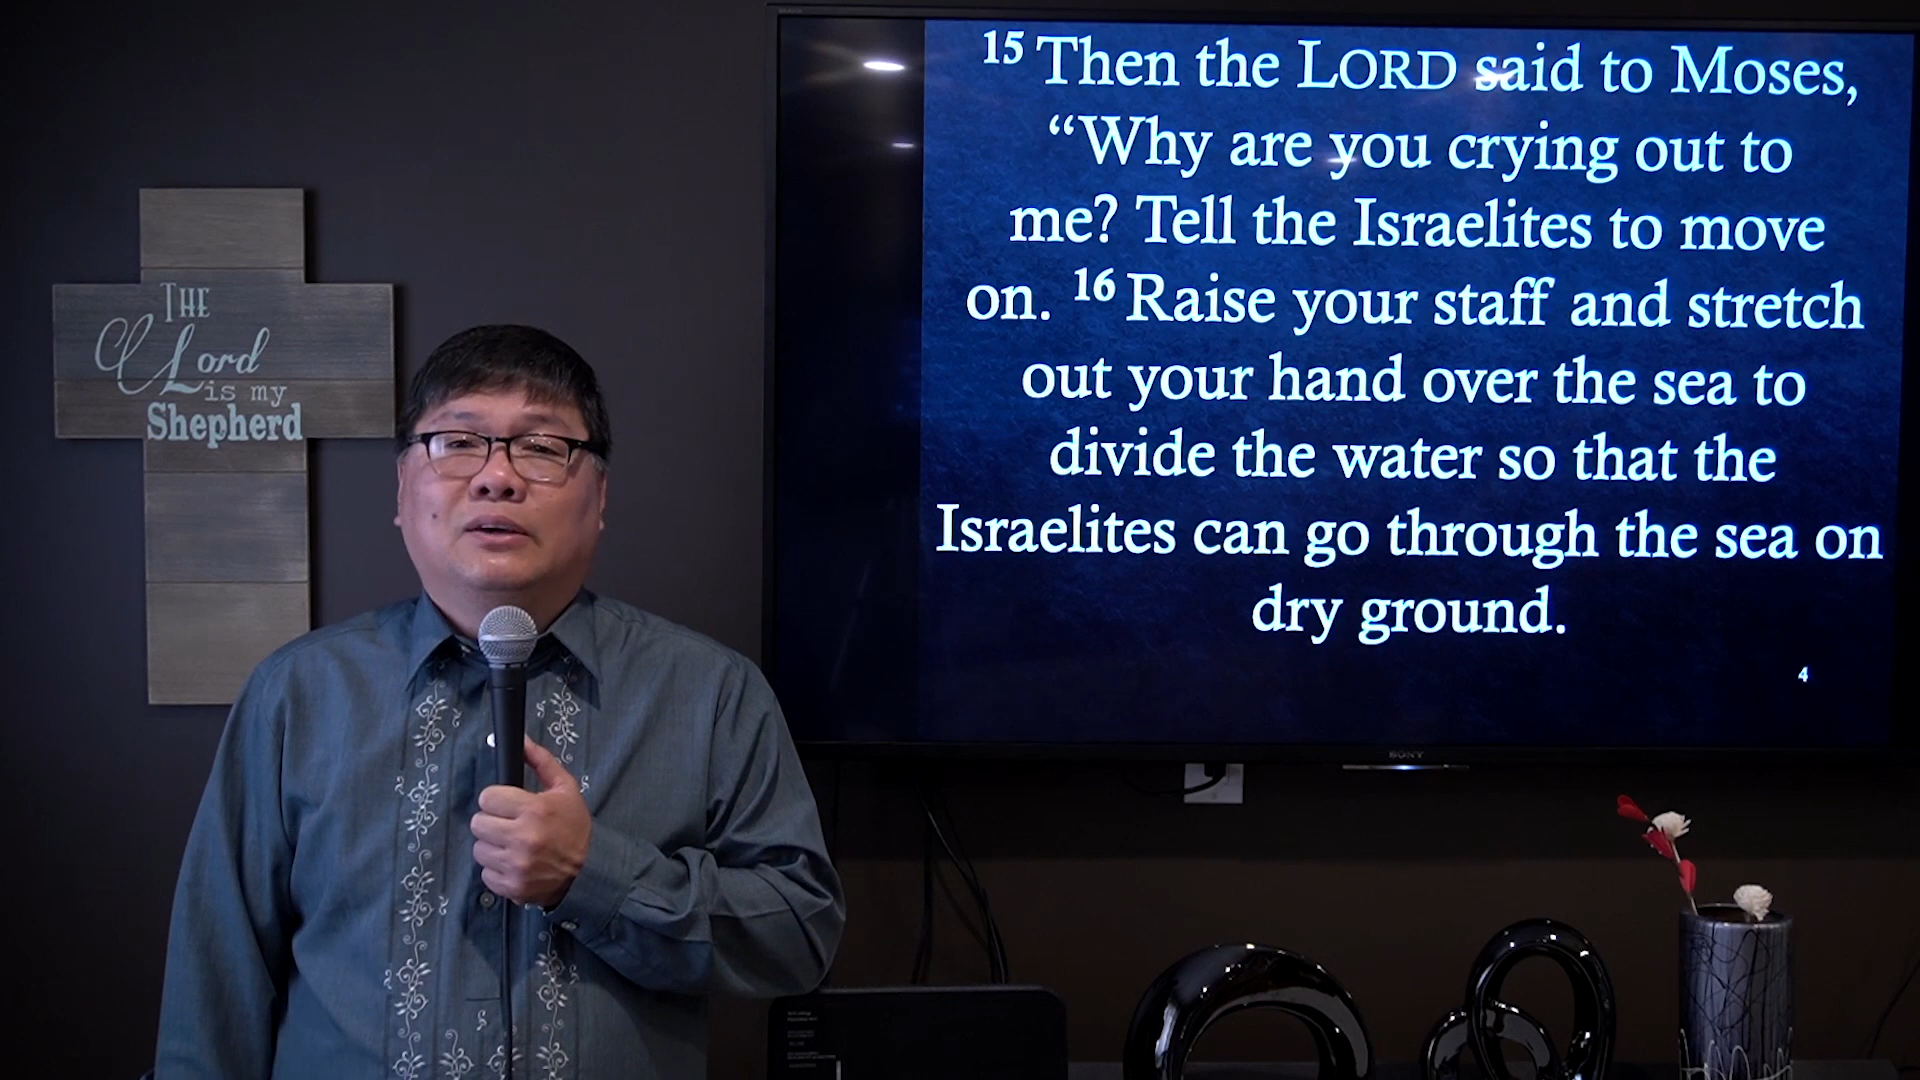 15 Then the LORD said to Moses,
“Why are you crying out to
me? Tell the Israelites to move
on. 16 Raise your staff and stretch
out your hand over the sea to
divide the water so that the
Israelites can go through the sea on
dry ground.
4
SONY
THE
Lord
is my
Shepherd